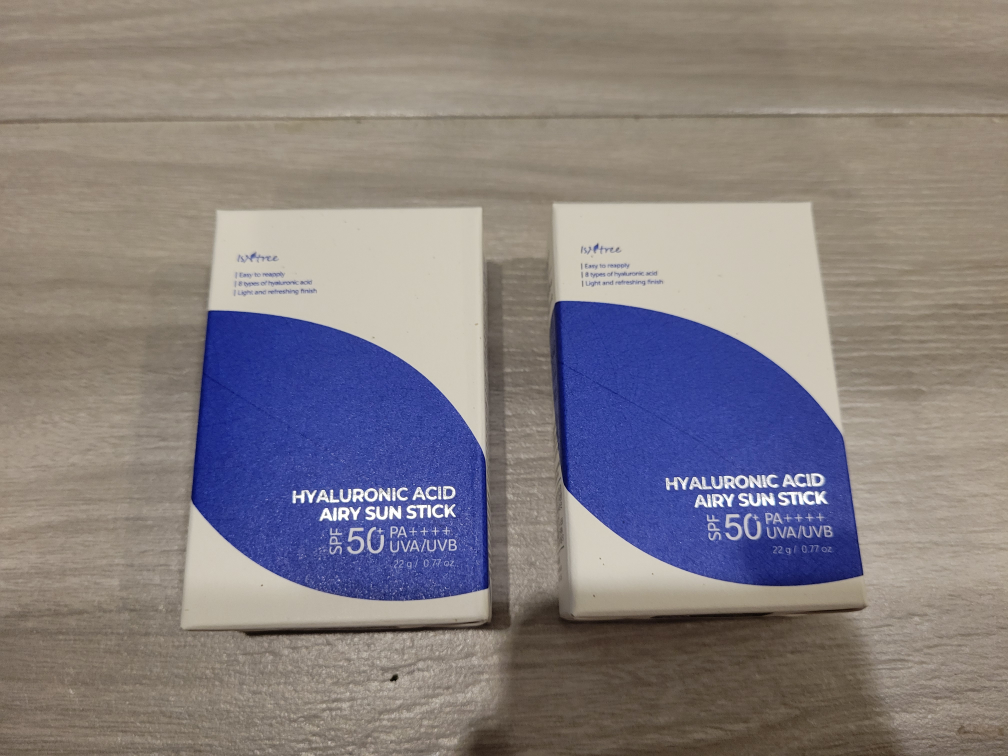 Isntree
| Easy to reapply
| 8 types of hyaluronic acid
| Light and refreshing finish
HYALURONIC ACID
AIRY SUN STICK
SPF 50+ PA++++
UVA/UVB
22 g / 0.77 oz
Isntree
| Easy to reapply
| 8 types of hyaluronic acid
| Light and refreshing finish
HYALURONIC ACID
AIRY SUN STICK
SPF 50+ PA++++
UVA/UVB
22 g / 0.77 oz